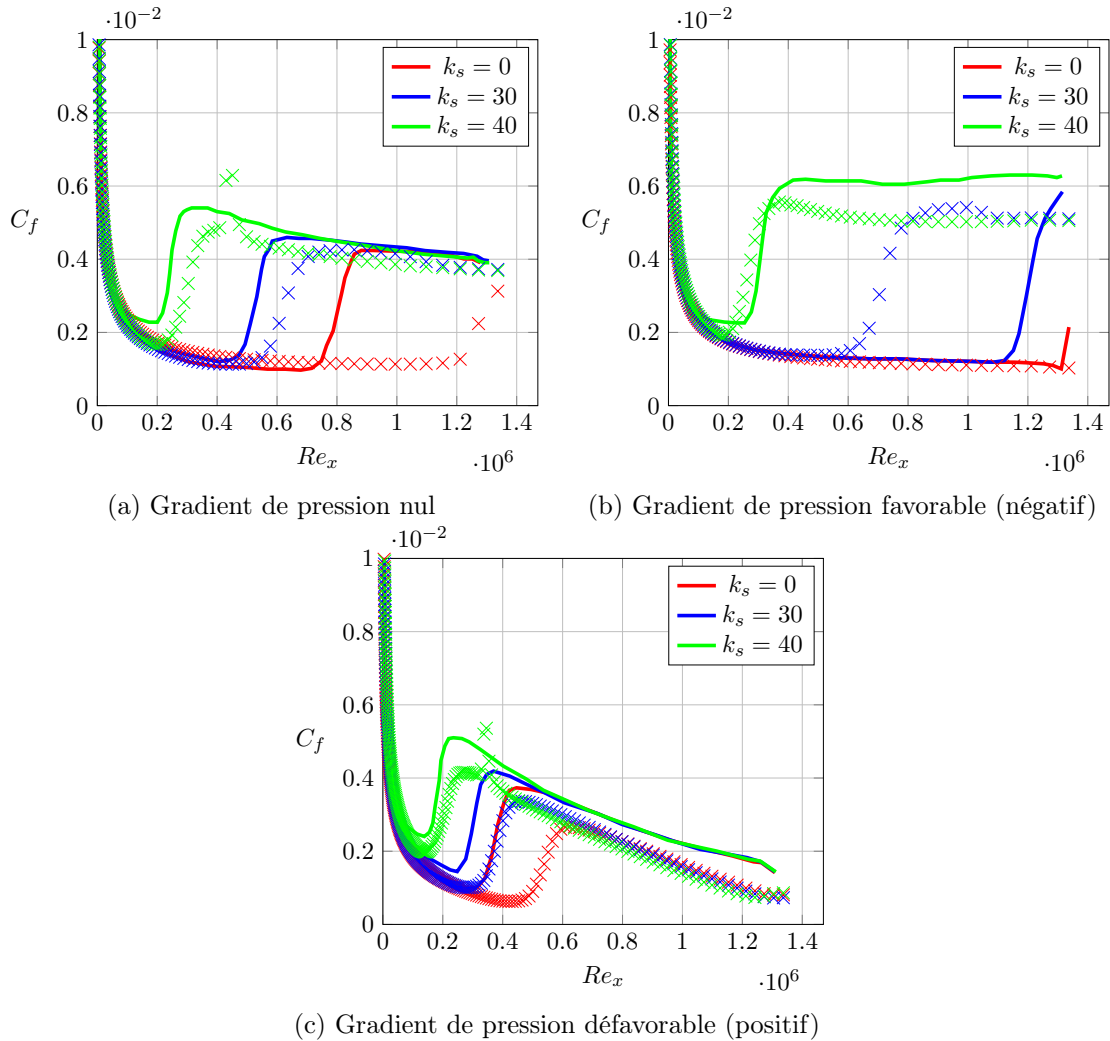 ·10⁻²
1
0.8
0.6
0.4
0.2
0
C_f
k_s = 0
k_s = 30
k_s = 40
0 0.2 0.4 0.6 0.8 1 1.2 1.4
Re_x
·10⁶
(a) Gradient de pression nul
·10⁻²
1
0.8
0.6
0.4
0.2
0
C_f
k_s = 0
k_s = 30
k_s = 40
0 0.2 0.4 0.6 0.8 1 1.2 1.4
Re_x
·10⁶
(b) Gradient de pression favorable (négatif)
·10⁻²
1
0.8
0.6
0.4
0.2
0
C_f
k_s = 0
k_s = 30
k_s = 40
0 0.2 0.4 0.6 0.8 1 1.2 1.4
Re_x
·10⁶
(c) Gradient de pression défavorable (positif)